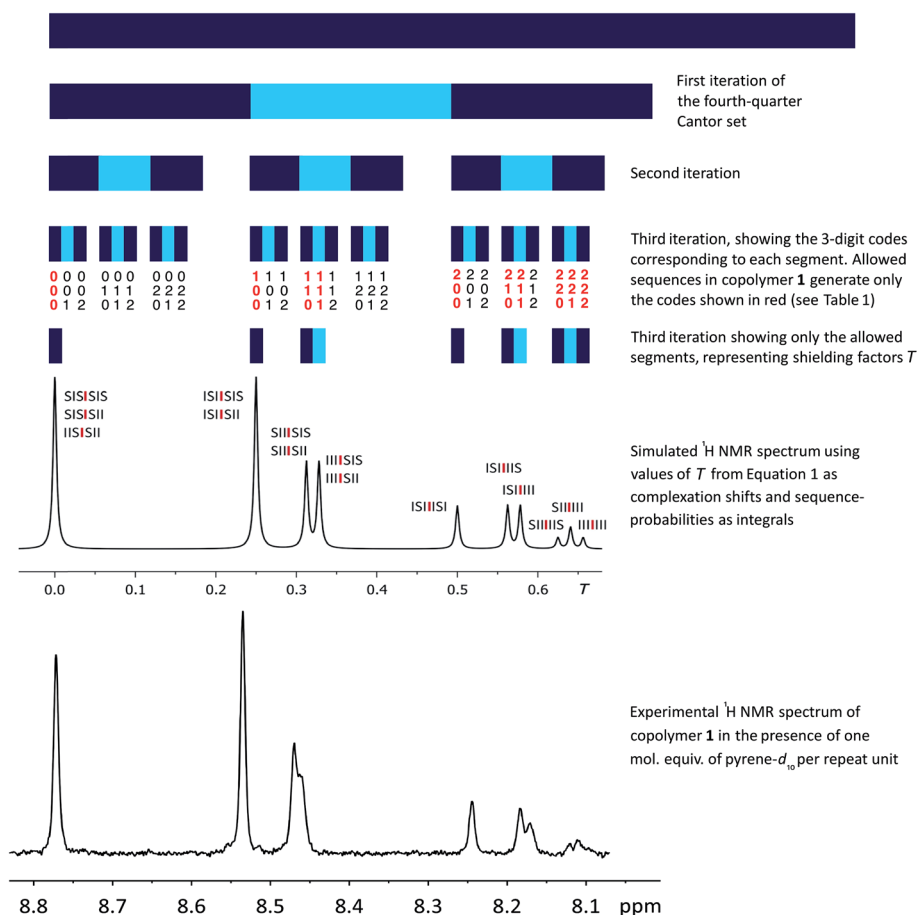 First iteration of
the fourth-quarter
Cantor set
Second iteration
Third iteration, showing the 3-digit codes
corresponding to each segment. Allowed
sequences in copolymer 1 generate only
the codes shown in red (see Table 1)
0 0 0 0 0 0 0 0 0 1 1 1 1 1 1 1 1 1 2 2 2 2 2 2 2 2 2
0 0 0 1 1 1 2 2 2 0 0 0 1 1 1 2 2 2 0 0 0 1 1 1 2 2 2
0 1 2 0 1 2 0 1 2 0 1 2 0 1 2 0 1 2 0 1 2 0 1 2 0 1 2
Third iteration showing only the allowed
segments, representing shielding factors T
SISISIS
SISISII
IISISII
ISIISIS
ISIISII
SIIISIS
SIIISII
IIIISIS
IIIISII
ISIIISI
ISIIIIS
ISIIIII
SIIIIIS
SIIIIII
IIIIIII
Simulated ¹H NMR spectrum using
values of T from Equation 1 as
complexation shifts and sequence-
probabilities as integrals
0.0 0.1 0.2 0.3 0.4 0.5 0.6 T
Experimental ¹H NMR spectrum of
copolymer 1 in the presence of one
mol. equiv. of pyrene-d₁₀ per repeat unit
8.8 8.7 8.6 8.5 8.4 8.3 8.2 8.1 ppm